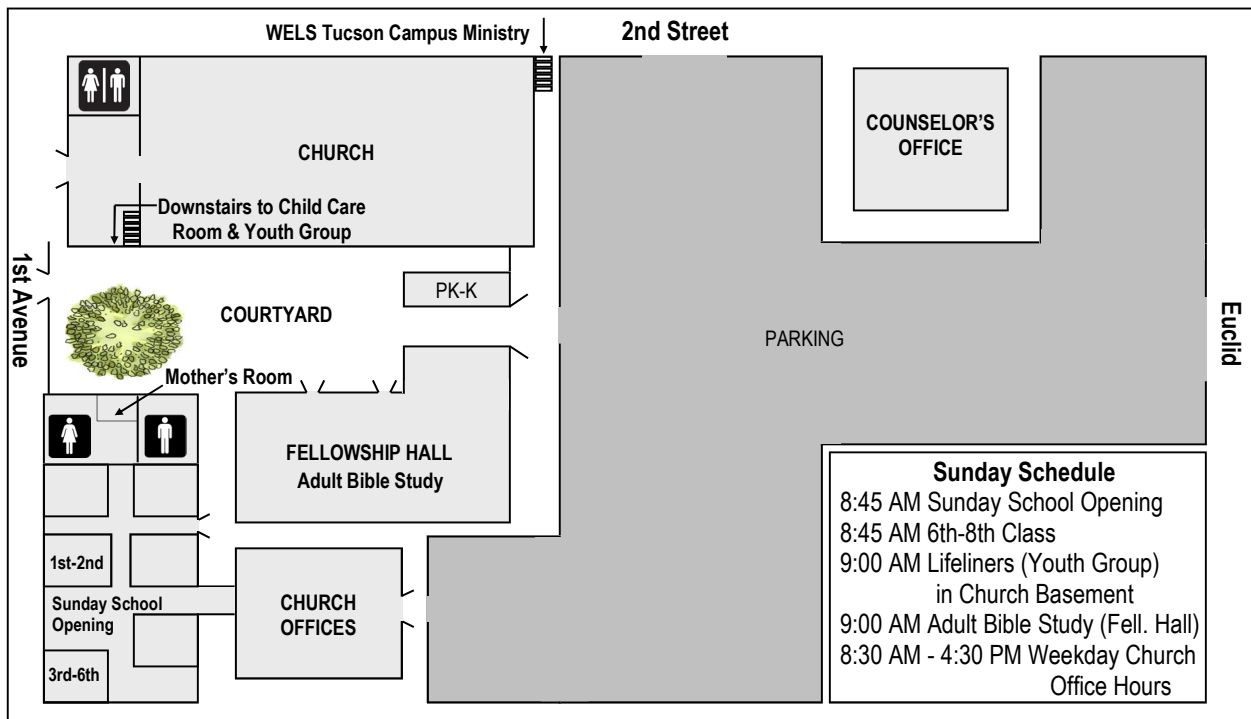 WELS Tucson Campus Ministry
2nd Street
COUNSELOR'S
OFFICE
CHURCH
Downstairs to Child Care
Room & Youth Group
1st Avenue
PK-K
COURTYARD
PARKING
Euclid
Mother's Room
FELLOWSHIP HALL
Adult Bible Study
1st-2nd
Sunday School
Opening
3rd-6th
CHURCH
OFFICES
Sunday Schedule
8:45 AM Sunday School Opening
8:45 AM 6th-8th Class
9:00 AM Lifeliners (Youth Group)
in Church Basement
9:00 AM Adult Bible Study (Fell. Hall)
8:30 AM - 4:30 PM Weekday Church
Office Hours